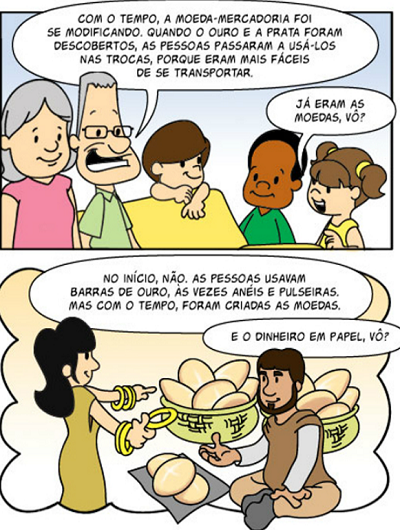 COM O TEMPO, A MOEDA-MERCADORIA FOI
SE MODIFICANDO. QUANDO O OURO E A PRATA FORAM
DESCOBERTOS, AS PESSOAS PASSARAM A USÁ-LOS
NAS TROCAS, PORQUE ERAM MAIS FÁCEIS
DE SE TRANSPORTAR.
JÁ ERAM AS
MOEDAS, VÔ?
NO INÍCIO, NÃO. AS PESSOAS USAVAM
BARRAS DE OURO, ÀS VEZES ANÉIS E PULSEIRAS.
MAS COM O TEMPO, FORAM CRIADAS AS MOEDAS.
E O DINHEIRO EM PAPEL, VÔ?